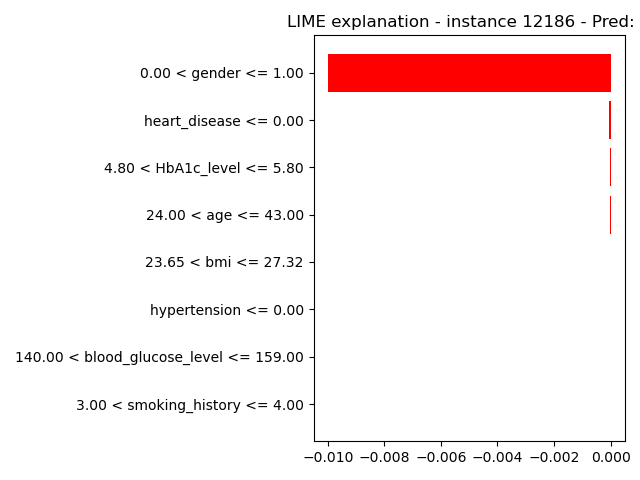 LIME explanation - instance 12186 - Pred:
0.00 < gender <= 1.00
heart_disease <= 0.00
4.80 < HbA1c_level <= 5.80
24.00 < age <= 43.00
23.65 < bmi <= 27.32
hypertension <= 0.00
140.00 < blood_glucose_level <= 159.00
3.00 < smoking_history <= 4.00
−0.010 −0.008 −0.006 −0.004 −0.002 0.000